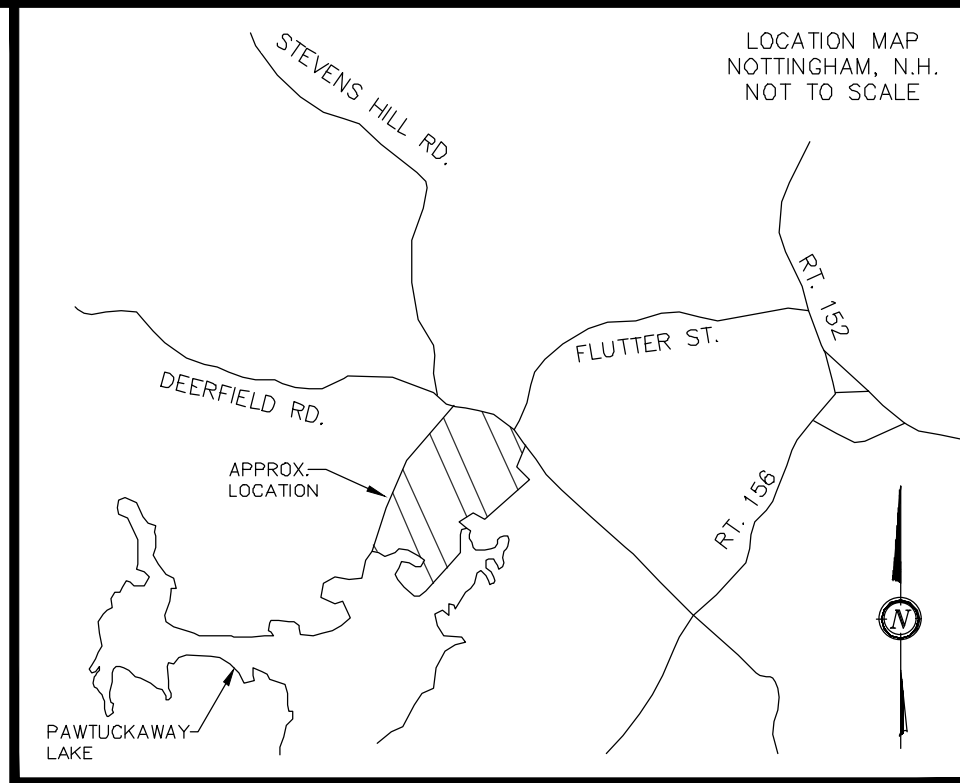 LOCATION MAP
NOTTINGHAM, N.H.
NOT TO SCALE
STEVENS HILL RD.
RT. 152
FLUTTER ST.
DEERFIELD RD.
APPROX.
LOCATION
RT. 156
N
PAWTUCKAWAY
LAKE